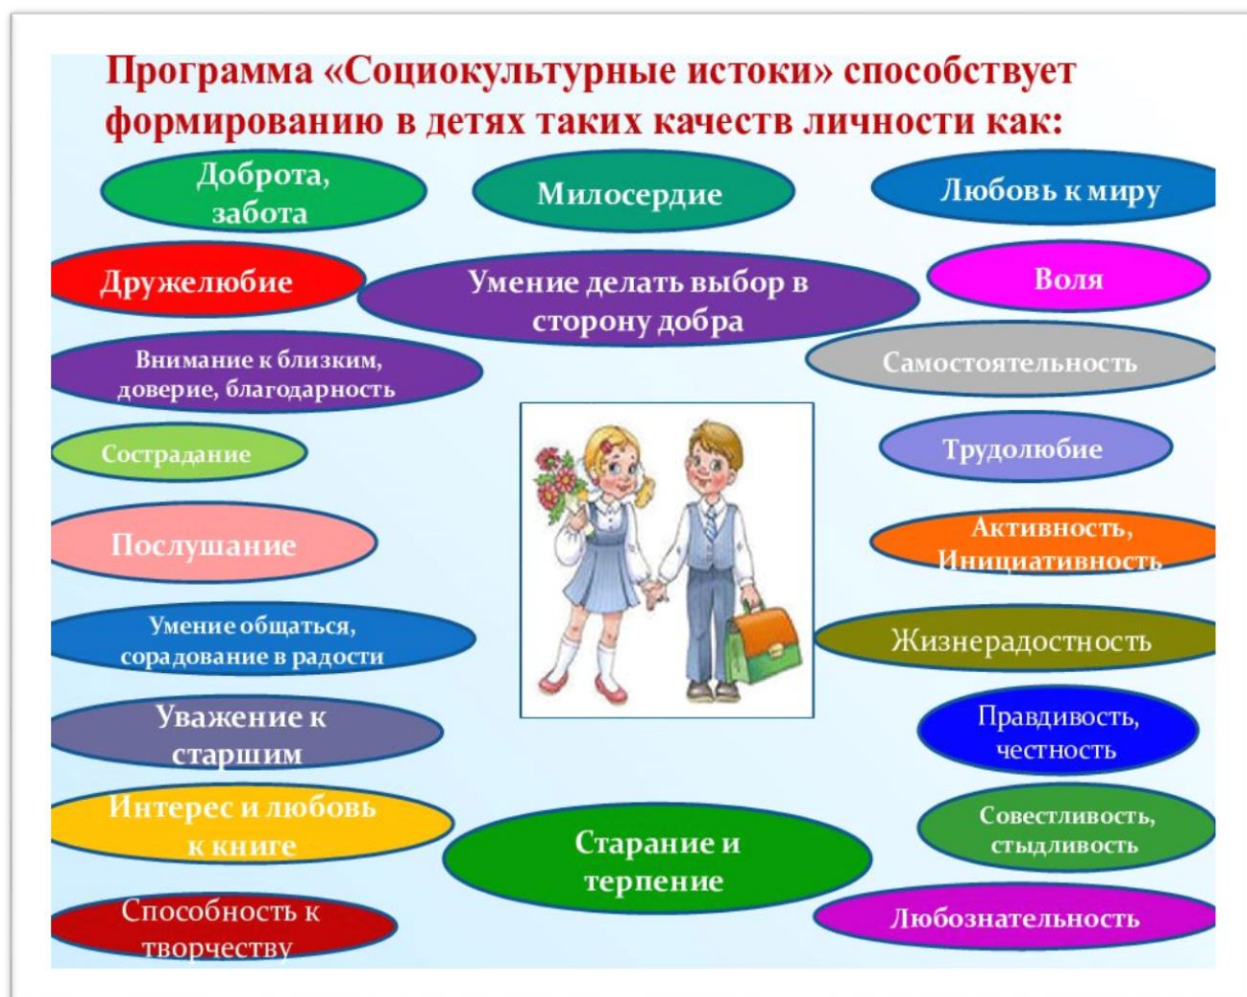 Программа «Социокультурные истоки» способствует
формированию в детях таких качеств личности как:
Доброта,
забота
Милосердие
Любовь к миру
Дружелюбие
Умение делать выбор в
сторону добра
Воля
Внимание к близким,
доверие, благодарность
Самостоятельность
Сострадание
Трудолюбие
Послушание
Активность,
Инициативность
Умение общаться,
сорадование в радости
Жизнерадостность
Уважение к
старшим
Правдивость,
честность
Интерес и любовь
к книге
Старание и
терпение
Совестливость,
стыдливость
Способность к
творчеству
Любознательность